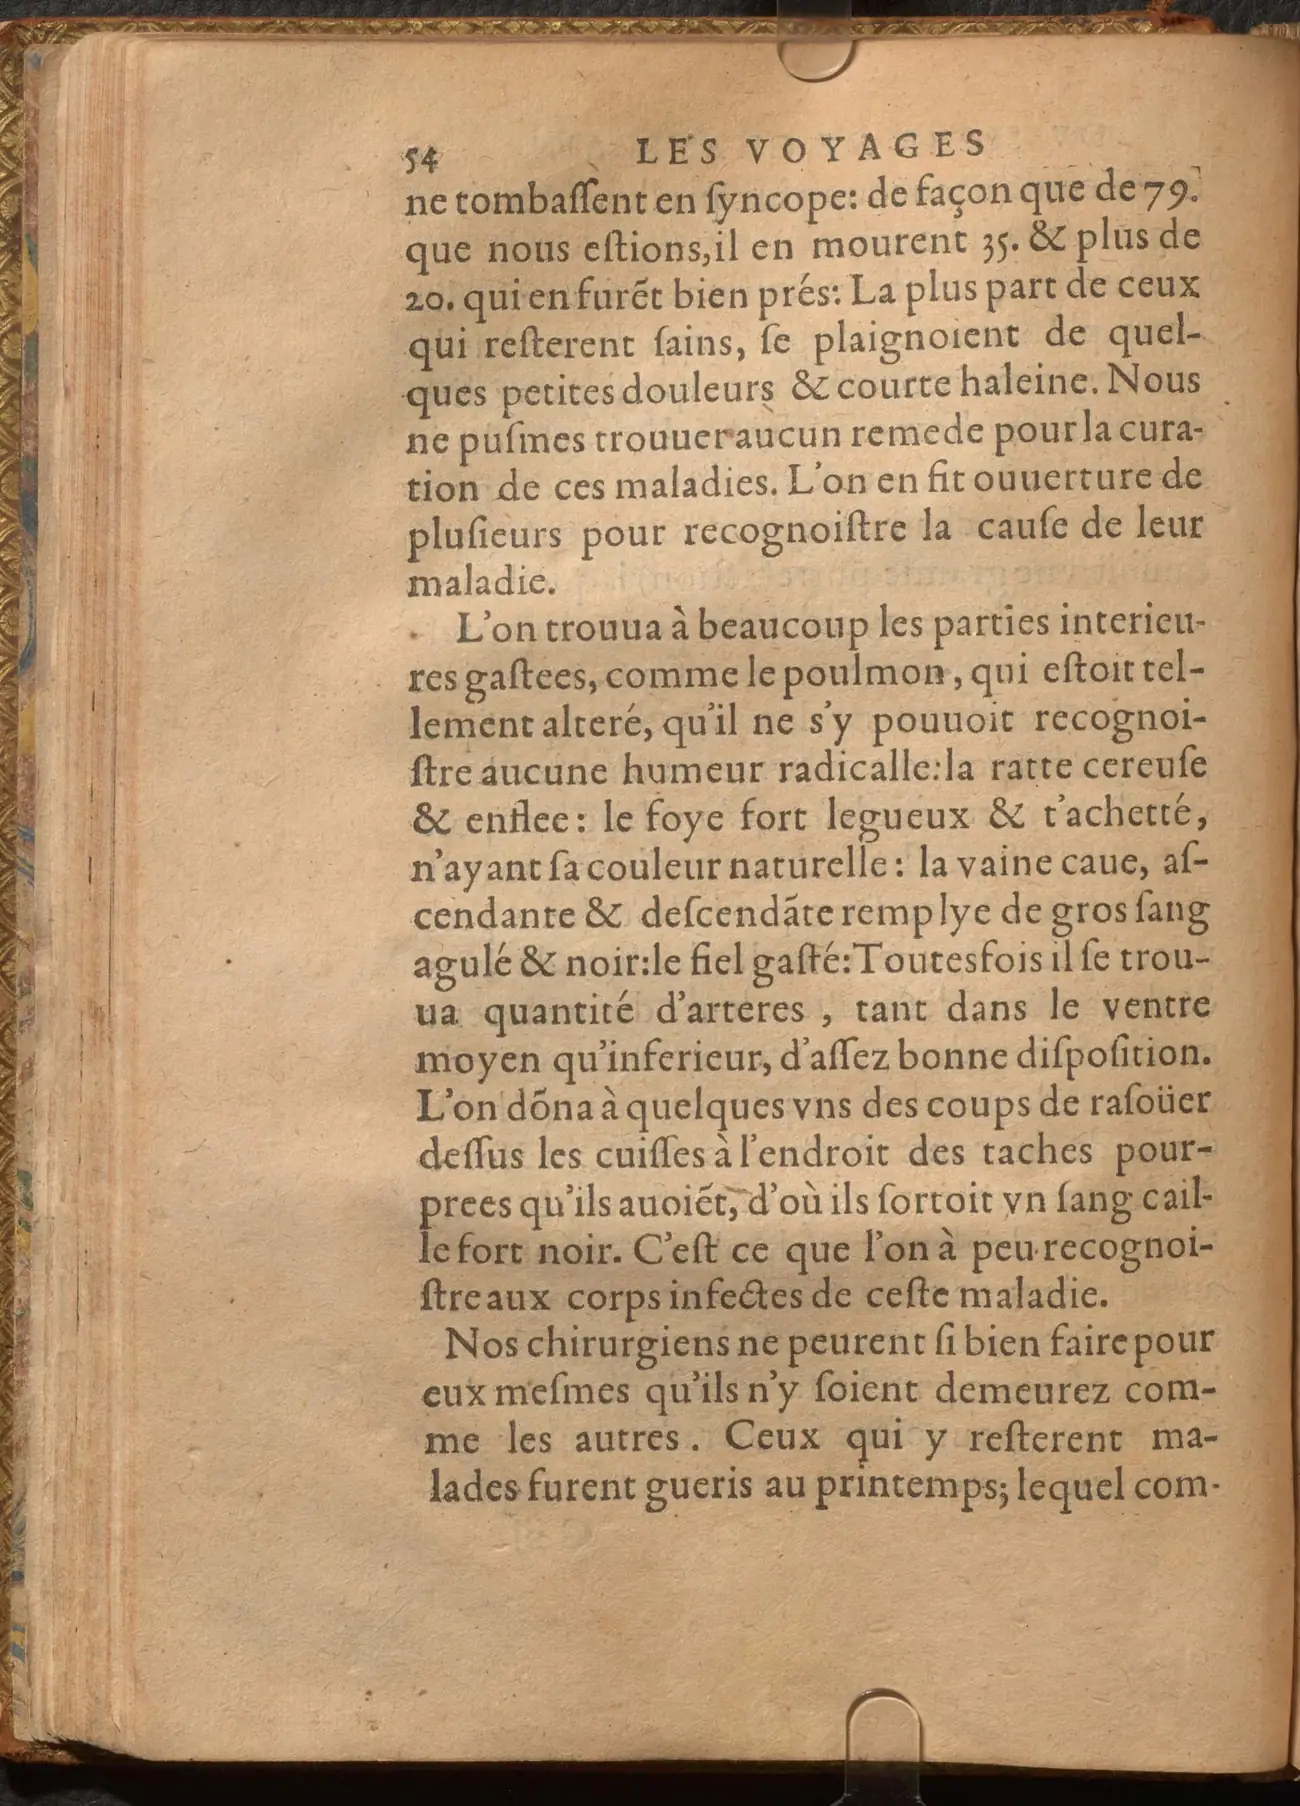 54 LES VOYAGES
ne tombaſſent en ſyncope: de façon que de 79.
que nous eſtions, il en mourent 35. & plus de
20. qui en furẽt bien prés: La plus part de ceux
qui reſterent ſains, ſe plaignoient de quel-
ques petites douleurs & courte haleine. Nous
ne puſmes trouuer aucun remede pour la cura-
tion de ces maladies. L'on en fit ouuerture de
pluſieurs pour recognoiſtre la cauſe de leur
maladie.
L'on trouua à beaucoup les parties interieu-
res gaſtees, comme le poulmon, qui eſtoit tel-
lement alteré, qu'il ne s'y pouuoit recognoi-
ſtre aucune humeur radicalle: la ratte cereuſe
& enflee: le foye fort legueux & t'achetté,
n'ayant ſa couleur naturelle: la vaine caue, aſ-
cendante & deſcendãte remplye de gros ſang
agulé & noir: le fiel gaſté: Toutesfois il ſe trou-
ua quantité d'arteres, tant dans le ventre
moyen qu'inferieur, d'aſſez bonne diſpoſition.
L'on dõna à quelques vns des coups de raſoüer
deſſus les cuiſſes à l'endroit des taches pour-
prees qu'ils auoiẽt, d'où ils ſortoit vn ſang cail-
le fort noir. C'eſt ce que l'on à peu recognoi-
ſtre aux corps infectes de ceſte maladie.
Nos chirurgiens ne peurent ſi bien faire pour
eux meſmes qu'ils n'y ſoient demeurez com-
me les autres. Ceux qui y reſterent ma-
lades furent gueris au printemps; lequel com-